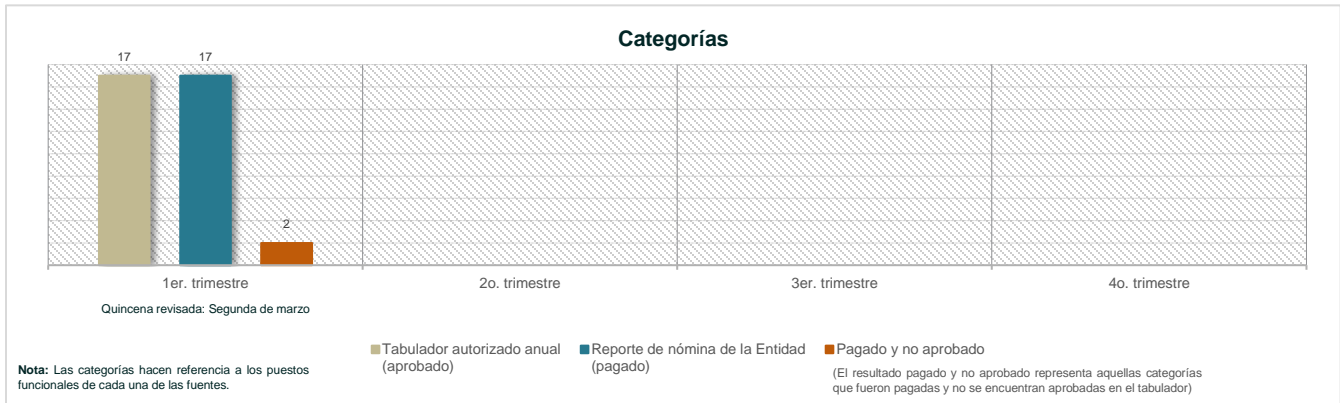 Categorías
17
17
2
1er. trimestre
2o. trimestre
3er. trimestre
4o. trimestre
Quincena revisada: Segunda de marzo
Tabulador autorizado anual
(aprobado)
Reporte de nómina de la Entidad
(pagado)
Pagado y no aprobado
(El resultado pagado y no aprobado representa aquellas categorías
que fueron pagadas y no se encuentran aprobadas en el tabulador)
Nota: Las categorías hacen referencia a los puestos
funcionales de cada una de las fuentes.